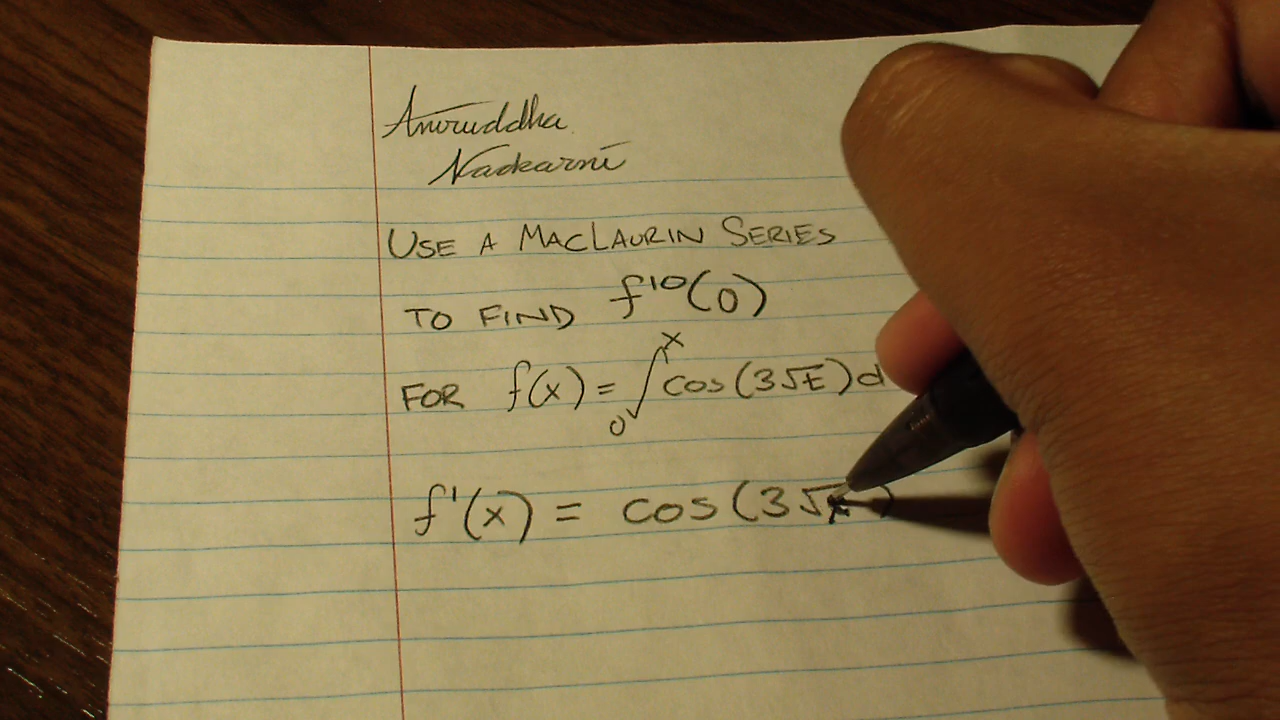 Aniruddha
Nadkarni
USE A MACLAURIN SERIES
TO FIND f¹⁰(0)
FOR f(x) = ∫₀ˣ cos(3√t)d
f'(x) = cos(3√x)